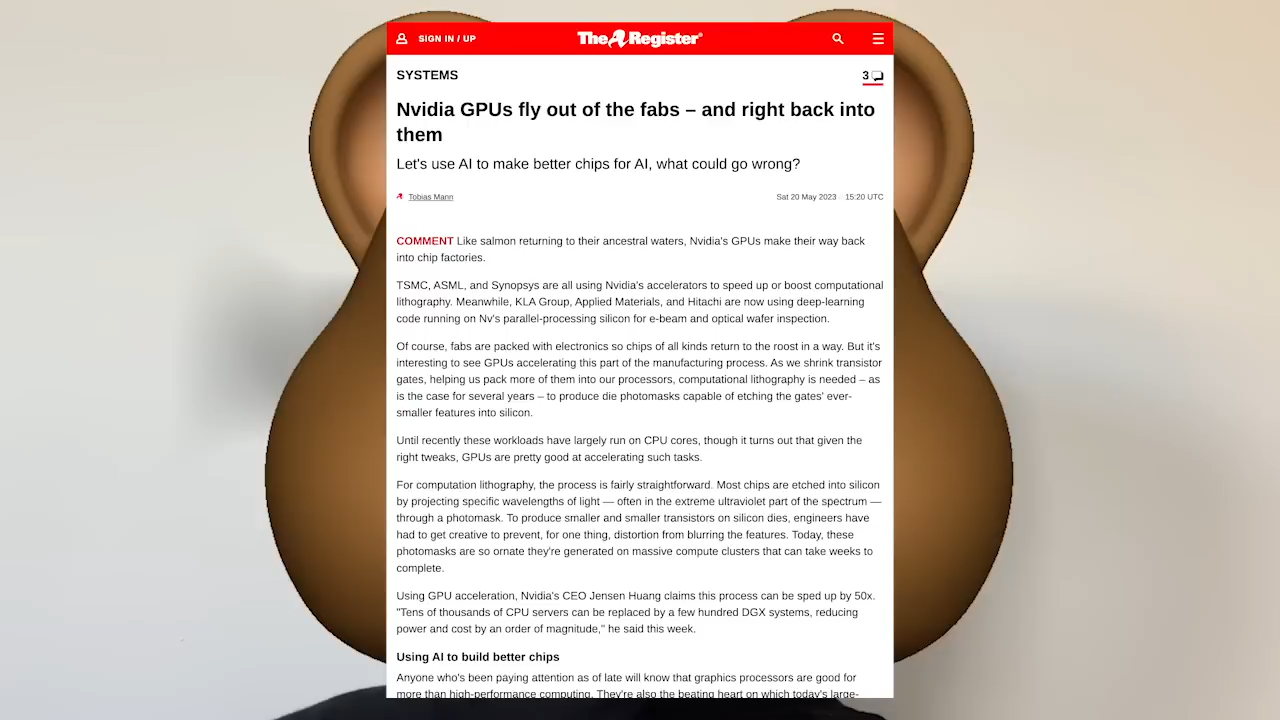 SIGN IN / UP
The Register
SYSTEMS
3
Nvidia GPUs fly out of the fabs – and right back into
them
Let's use AI to make better chips for AI, what could go wrong?
Tobias Mann
Sat 20 May 2023 15:20 UTC
COMMENT Like salmon returning to their ancestral waters, Nvidia's GPUs make their way back
into chip factories.
TSMC, ASML, and Synopsys are all using Nvidia's accelerators to speed up or boost computational
lithography. Meanwhile, KLA Group, Applied Materials, and Hitachi are now using deep-learning
code running on Nv's parallel-processing silicon for e-beam and optical wafer inspection.
Of course, fabs are packed with electronics so chips of all kinds return to the roost in a way. But it's
interesting to see GPUs accelerating this part of the manufacturing process. As we shrink transistor
gates, helping us pack more of them into our processors, computational lithography is needed – as
is the case for several years – to produce die photomasks capable of etching the gates' ever-
smaller features into silicon.
Until recently these workloads have largely run on CPU cores, though it turns out that given the
right tweaks, GPUs are pretty good at accelerating such tasks.
For computation lithography, the process is fairly straightforward. Most chips are etched into silicon
by projecting specific wavelengths of light — often in the extreme ultraviolet part of the spectrum —
through a photomask. To produce smaller and smaller transistors on silicon dies, engineers have
had to get creative to prevent, for one thing, distortion from blurring the features. Today, these
photomasks are so ornate they're generated on massive compute clusters that can take weeks to
complete.
Using GPU acceleration, Nvidia's CEO Jensen Huang claims this process can be sped up by 50x.
"Tens of thousands of CPU servers can be replaced by a few hundred DGX systems, reducing
power and cost by an order of magnitude," he said this week.
Using AI to build better chips
Anyone who's been paying attention as of late will know that graphics processors are good for
more than high-performance computing. They're also the beating heart on which today's large-